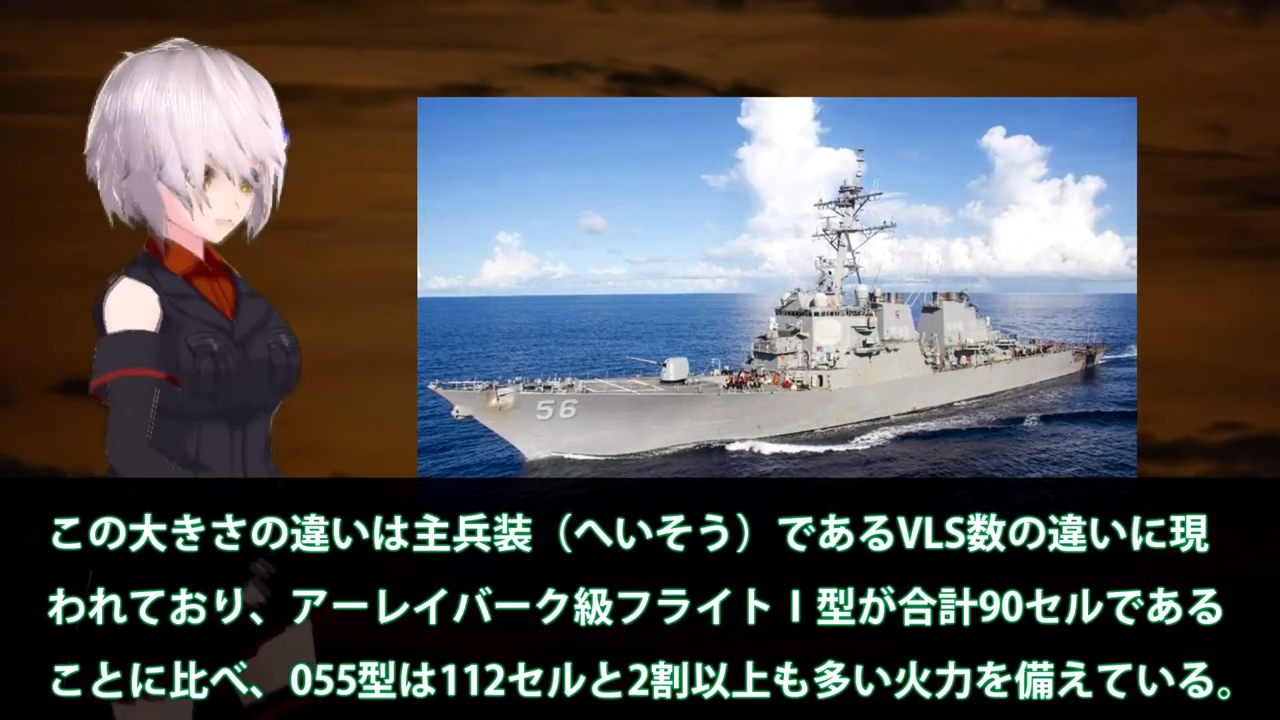 56
この大きさの違いは主兵装（へいそう）であるVLS数の違いに現
われており、アーレイバーク級フライトⅠ型が合計90セルである
ことに比べ、055型は112セルと2割以上も多い火力を備えている。